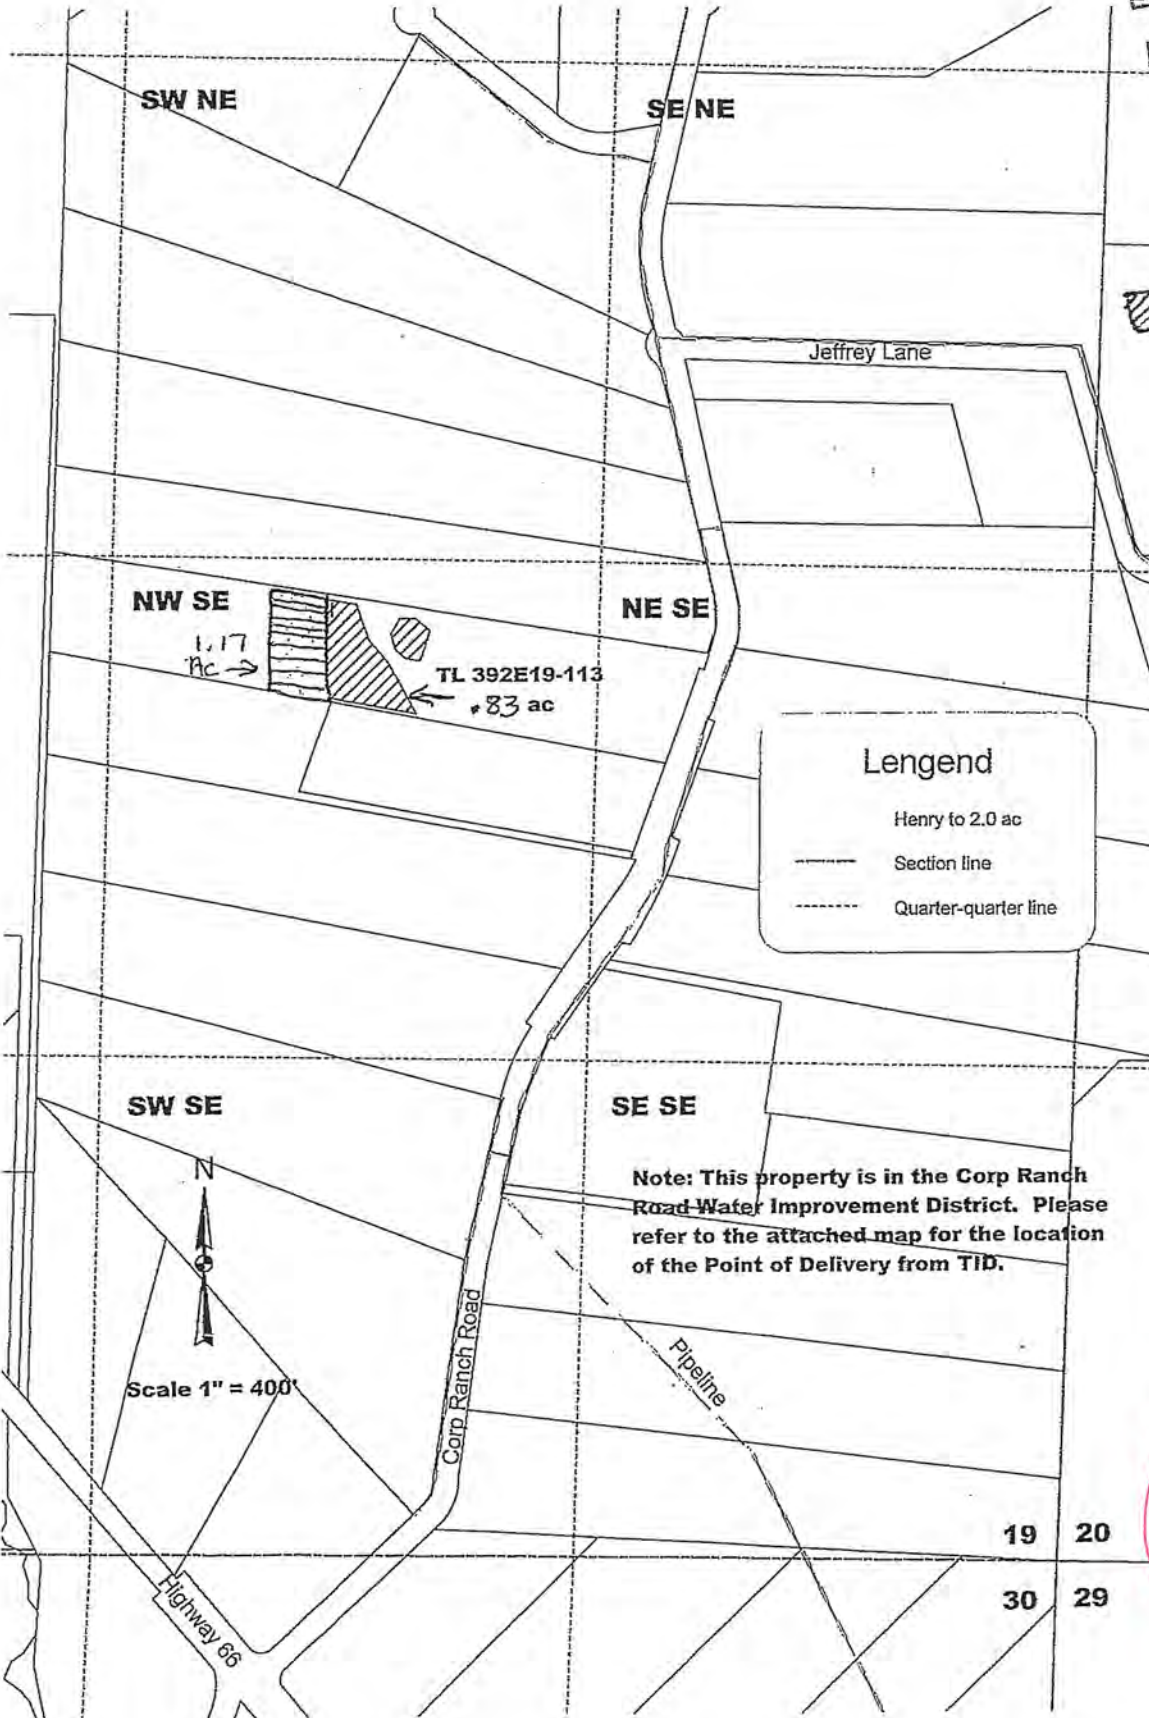 SW NE
SE NE
Jeffrey Lane
NW SE
NE SE
1.17
Ac →
TL 392E19-113
.83 ac
Lengend
Henry to 2.0 ac
Section line
Quarter-quarter line
SW SE
SE SE
N
Note: This property is in the Corp Ranch
Road Water Improvement District. Please
refer to the attached map for the location
of the Point of Delivery from TID.
Scale 1" = 400'
Corp Ranch Road
Pipeline
19 20
30 29
Highway 66